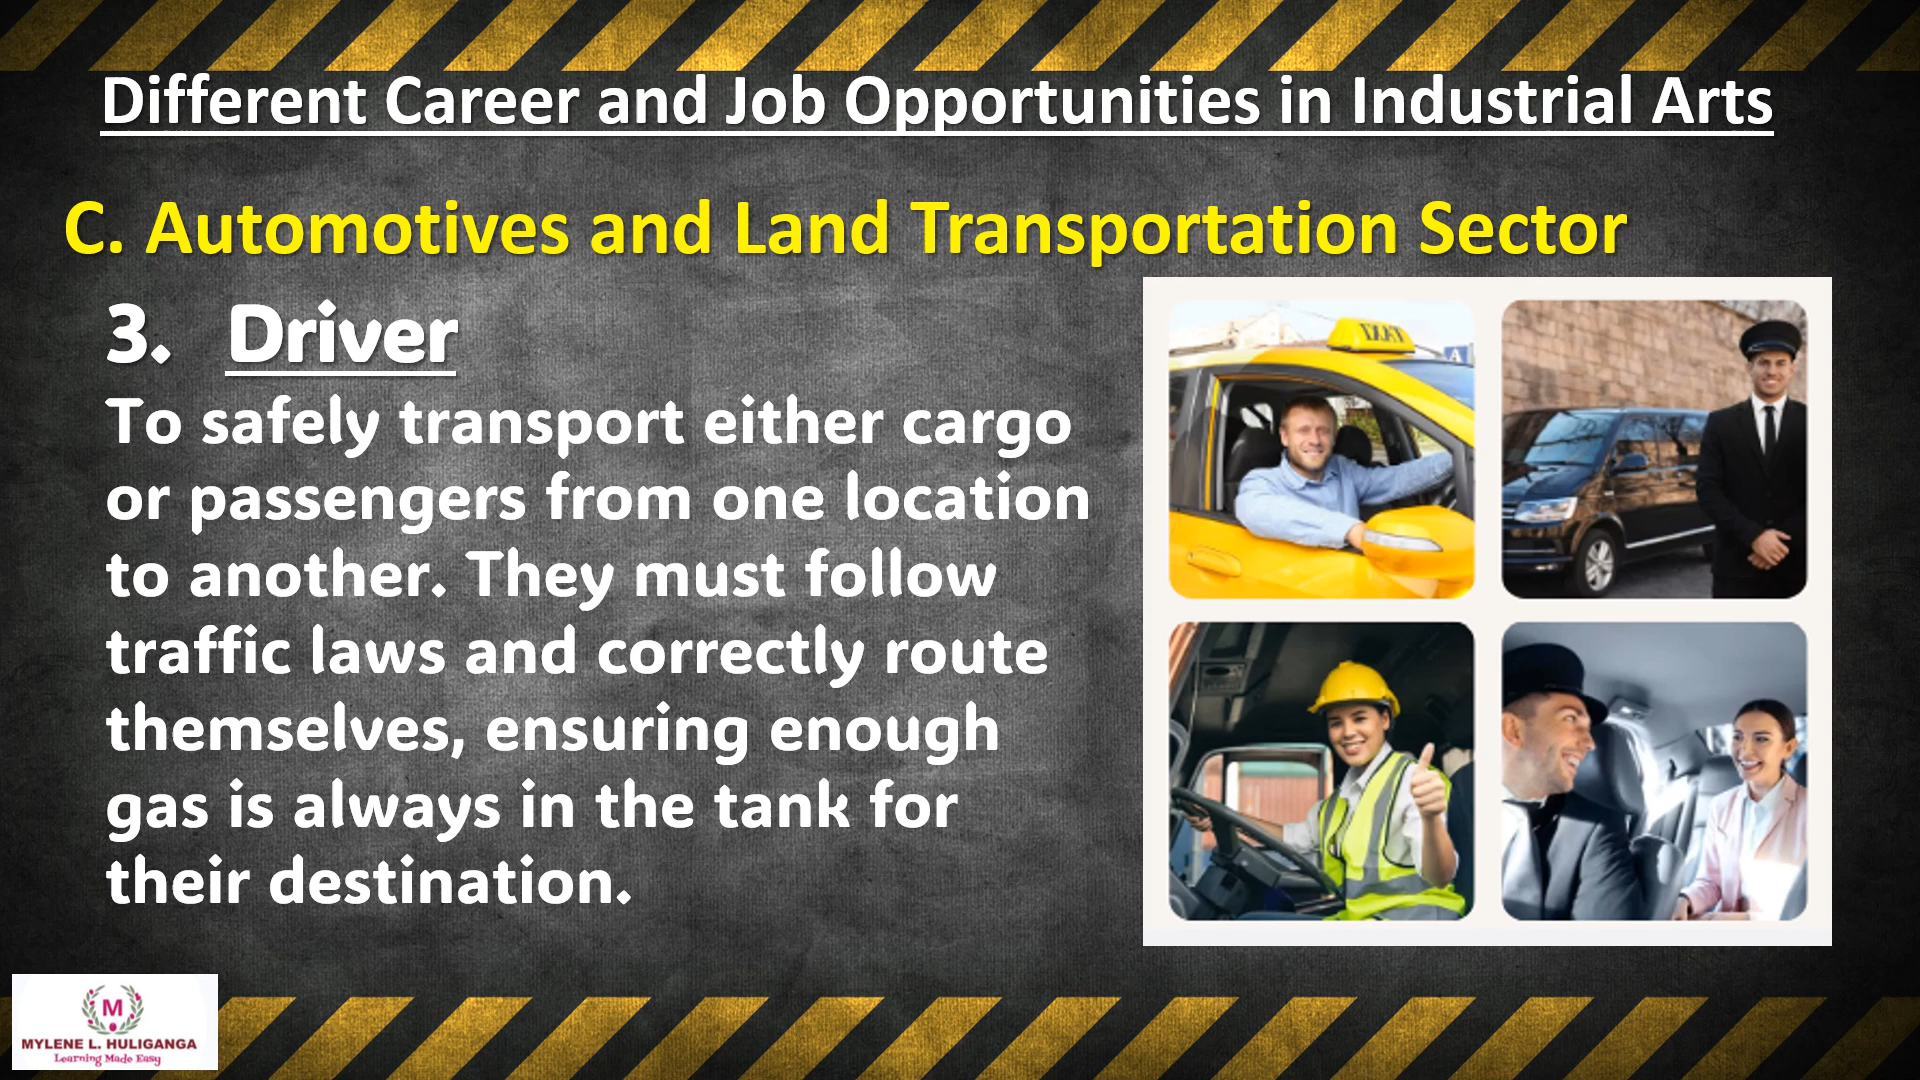 Different Career and Job Opportunities in Industrial Arts
C. Automotives and Land Transportation Sector
3. Driver
To safely transport either cargo
or passengers from one location
to another. They must follow
traffic laws and correctly route
themselves, ensuring enough
gas is always in the tank for
their destination.
TAXI
A
M
MYLENE L. HULIGANGA
Learning Made Easy